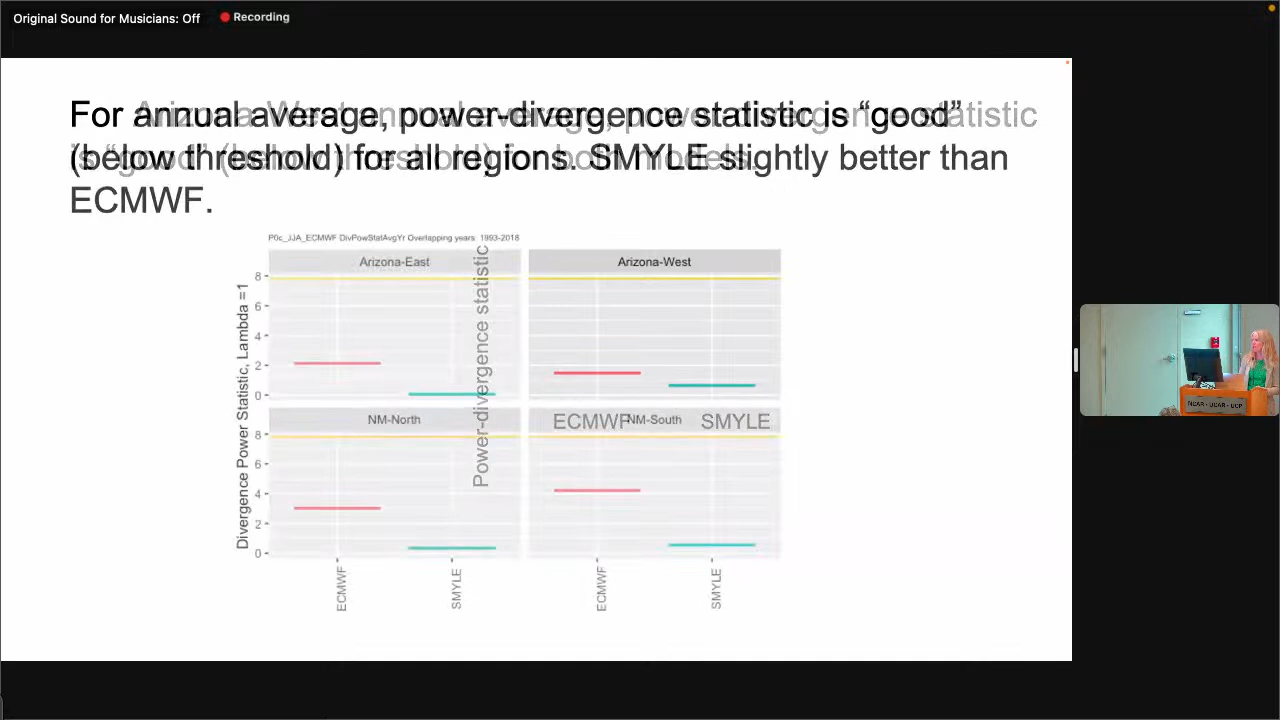 Original Sound for Musicians: Off
Recording
For annual average, power-divergence statistic is “good”
(below threshold) for all regions. SMYLE slightly better than
ECMWF.
P0c_JJA_ECMWF DivPowStatAvgYr Overlapping years: 1993-2018
Arizona-East
Arizona-West
Divergence Power Statistic, Lambda =1
Power-divergence statistic
8
6
4
2
0
NM-North
ECMWF
NM-South
SMYLE
8
6
4
2
0
ECMWF
SMYLE
ECMWF
SMYLE
NCAR - UCAR - UCP